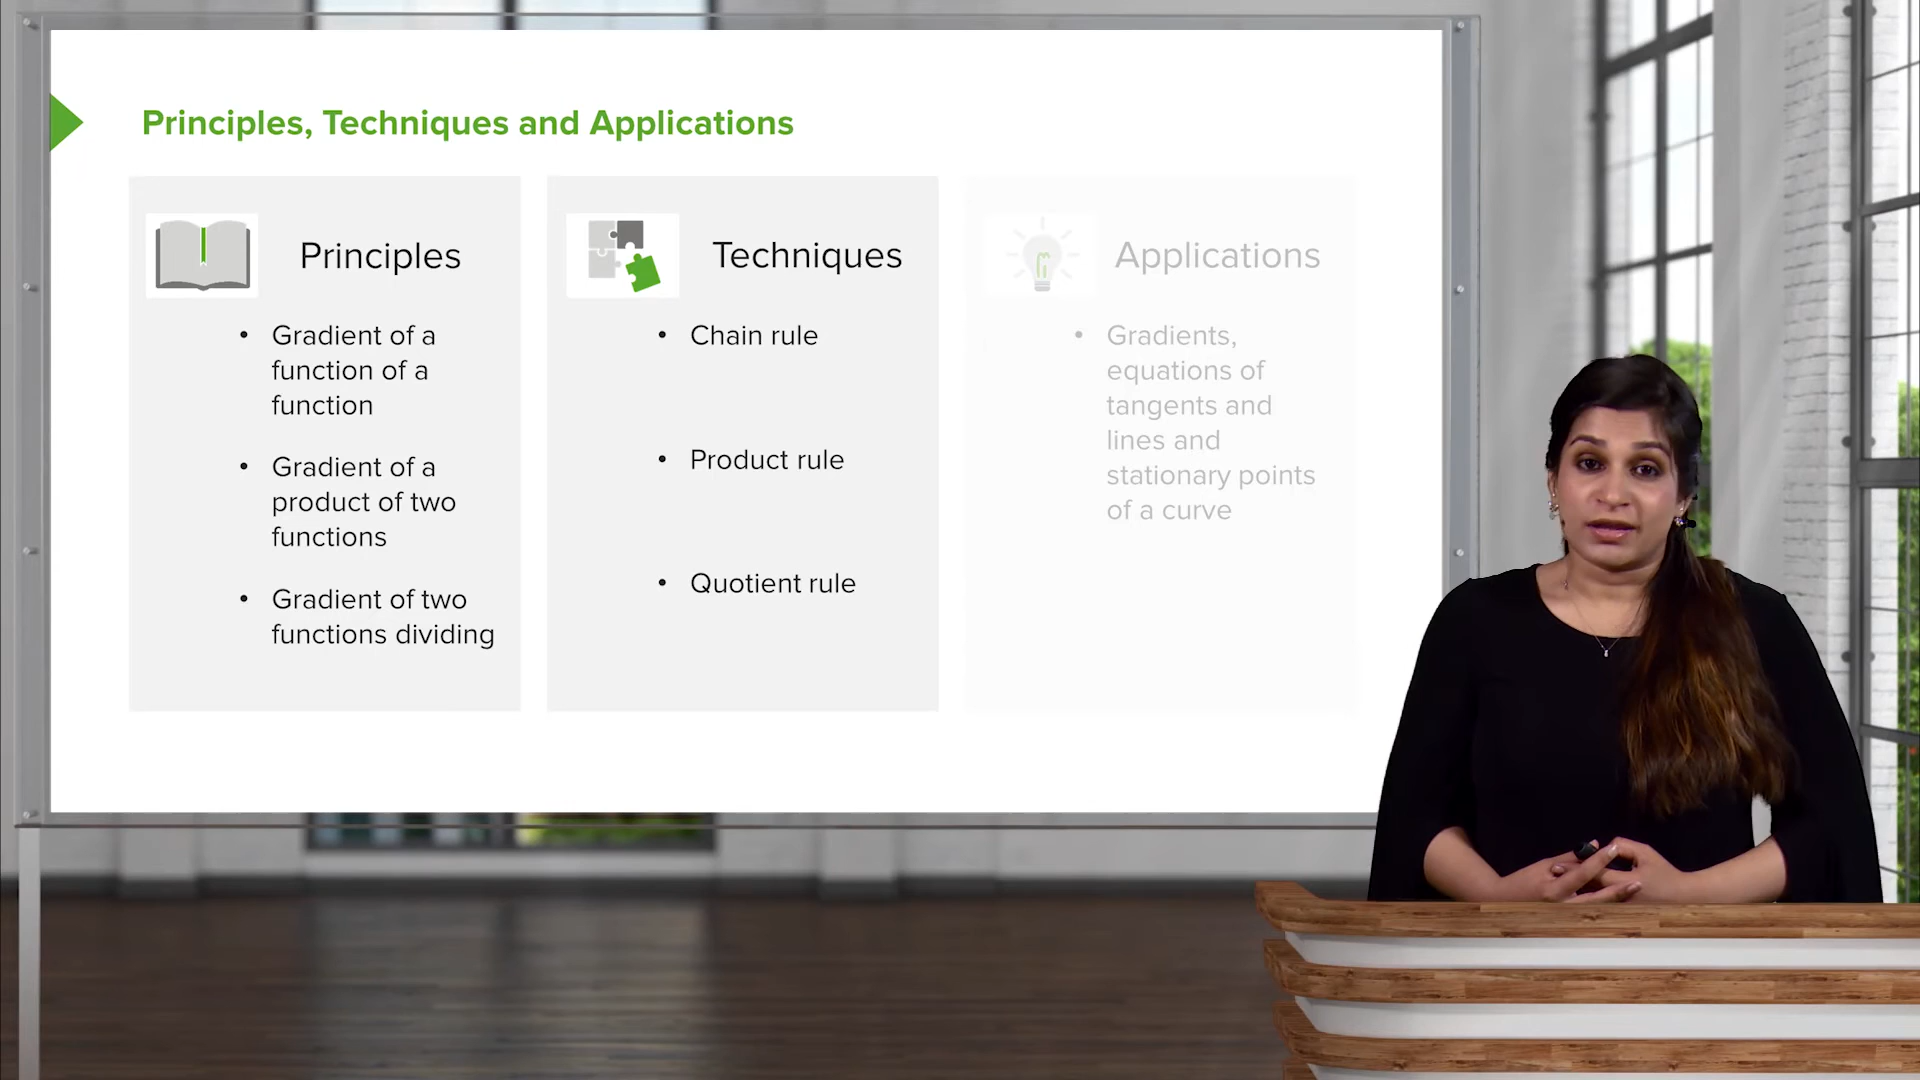 Principles, Techniques and Applications
Principles
• Gradient of a
function of a
function
• Gradient of a
product of two
functions
• Gradient of two
functions dividing
Techniques
• Chain rule
• Product rule
• Quotient rule
Applications
• Gradients,
equations of
tangents and
lines and
stationary points
of a curve